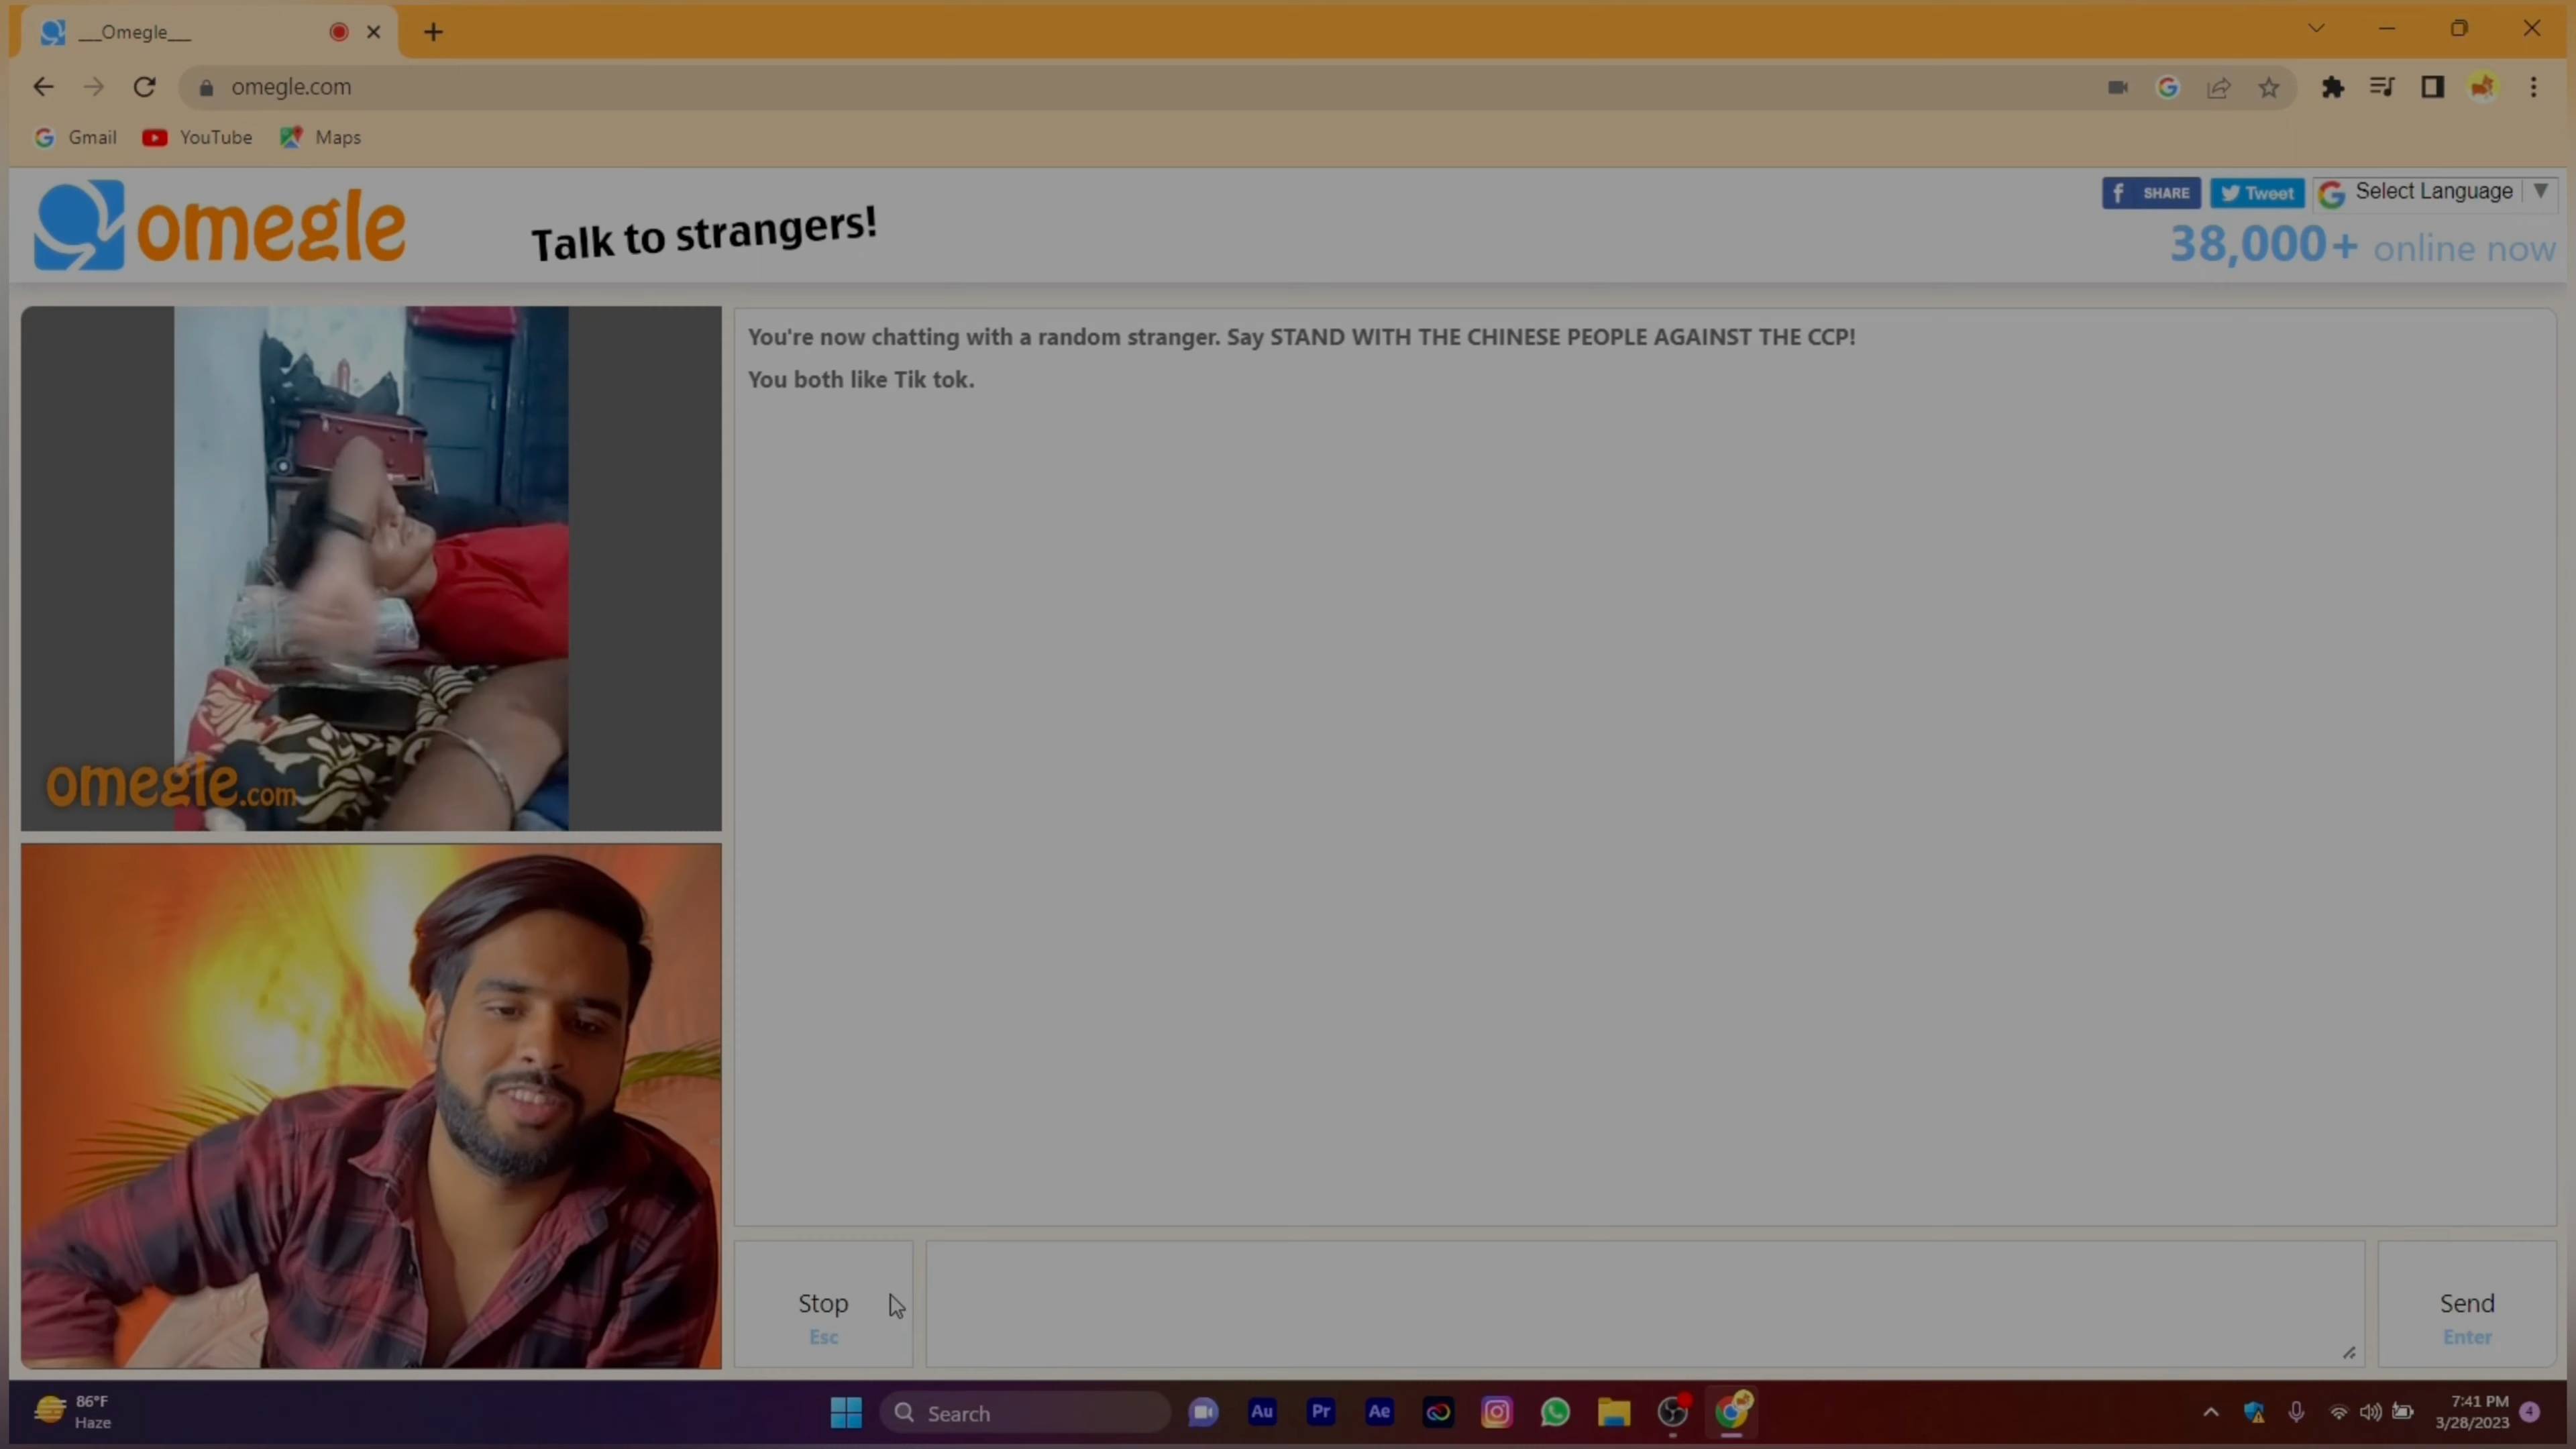 ___Omegle___
omegle.com
Gmail YouTube Maps
omegle
Talk to strangers!
f SHARE Tweet G Select Language ▼
38,000+ online now
You're now chatting with a random stranger. Say STAND WITH THE CHINESE PEOPLE AGAINST THE CCP!
You both like Tik tok.
omegle.com
Stop
Esc
Send
Enter
86°F
Haze
Search
Au Pr Ae
7:41 PM
3/28/2023
4